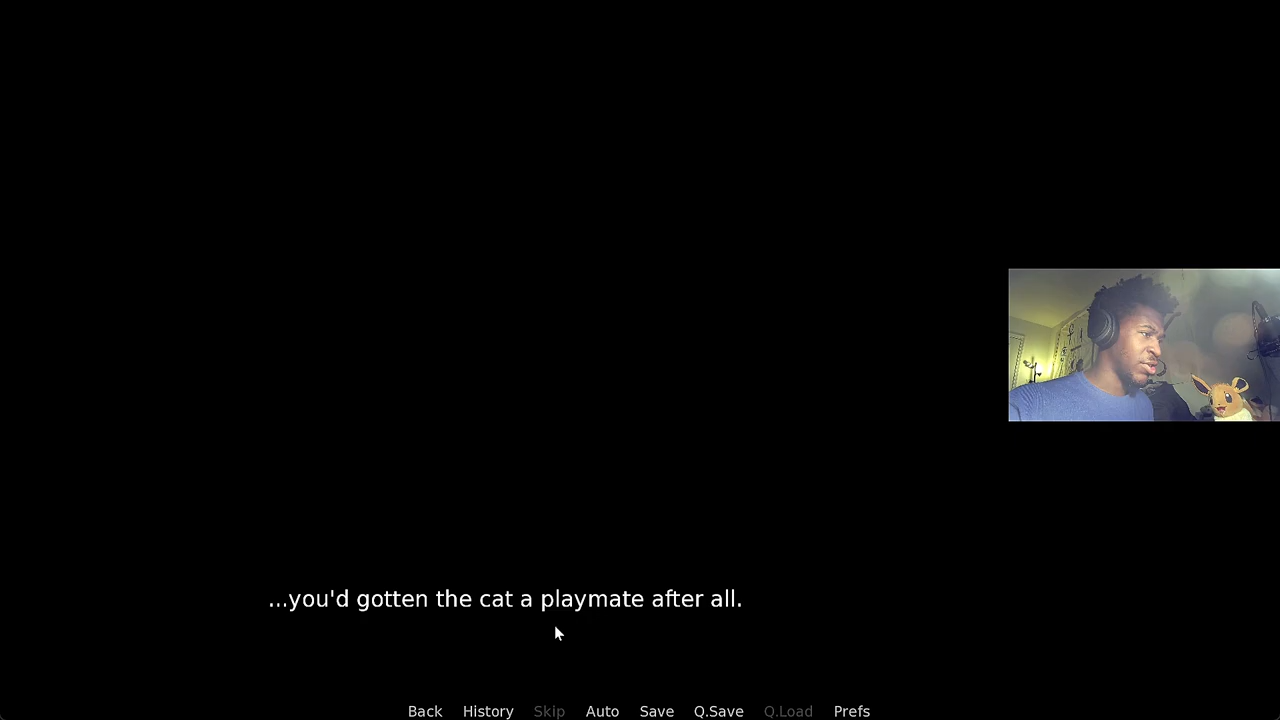 ...you'd gotten the cat a playmate after all.
Back History Skip Auto Save Q.Save Q.Load Prefs